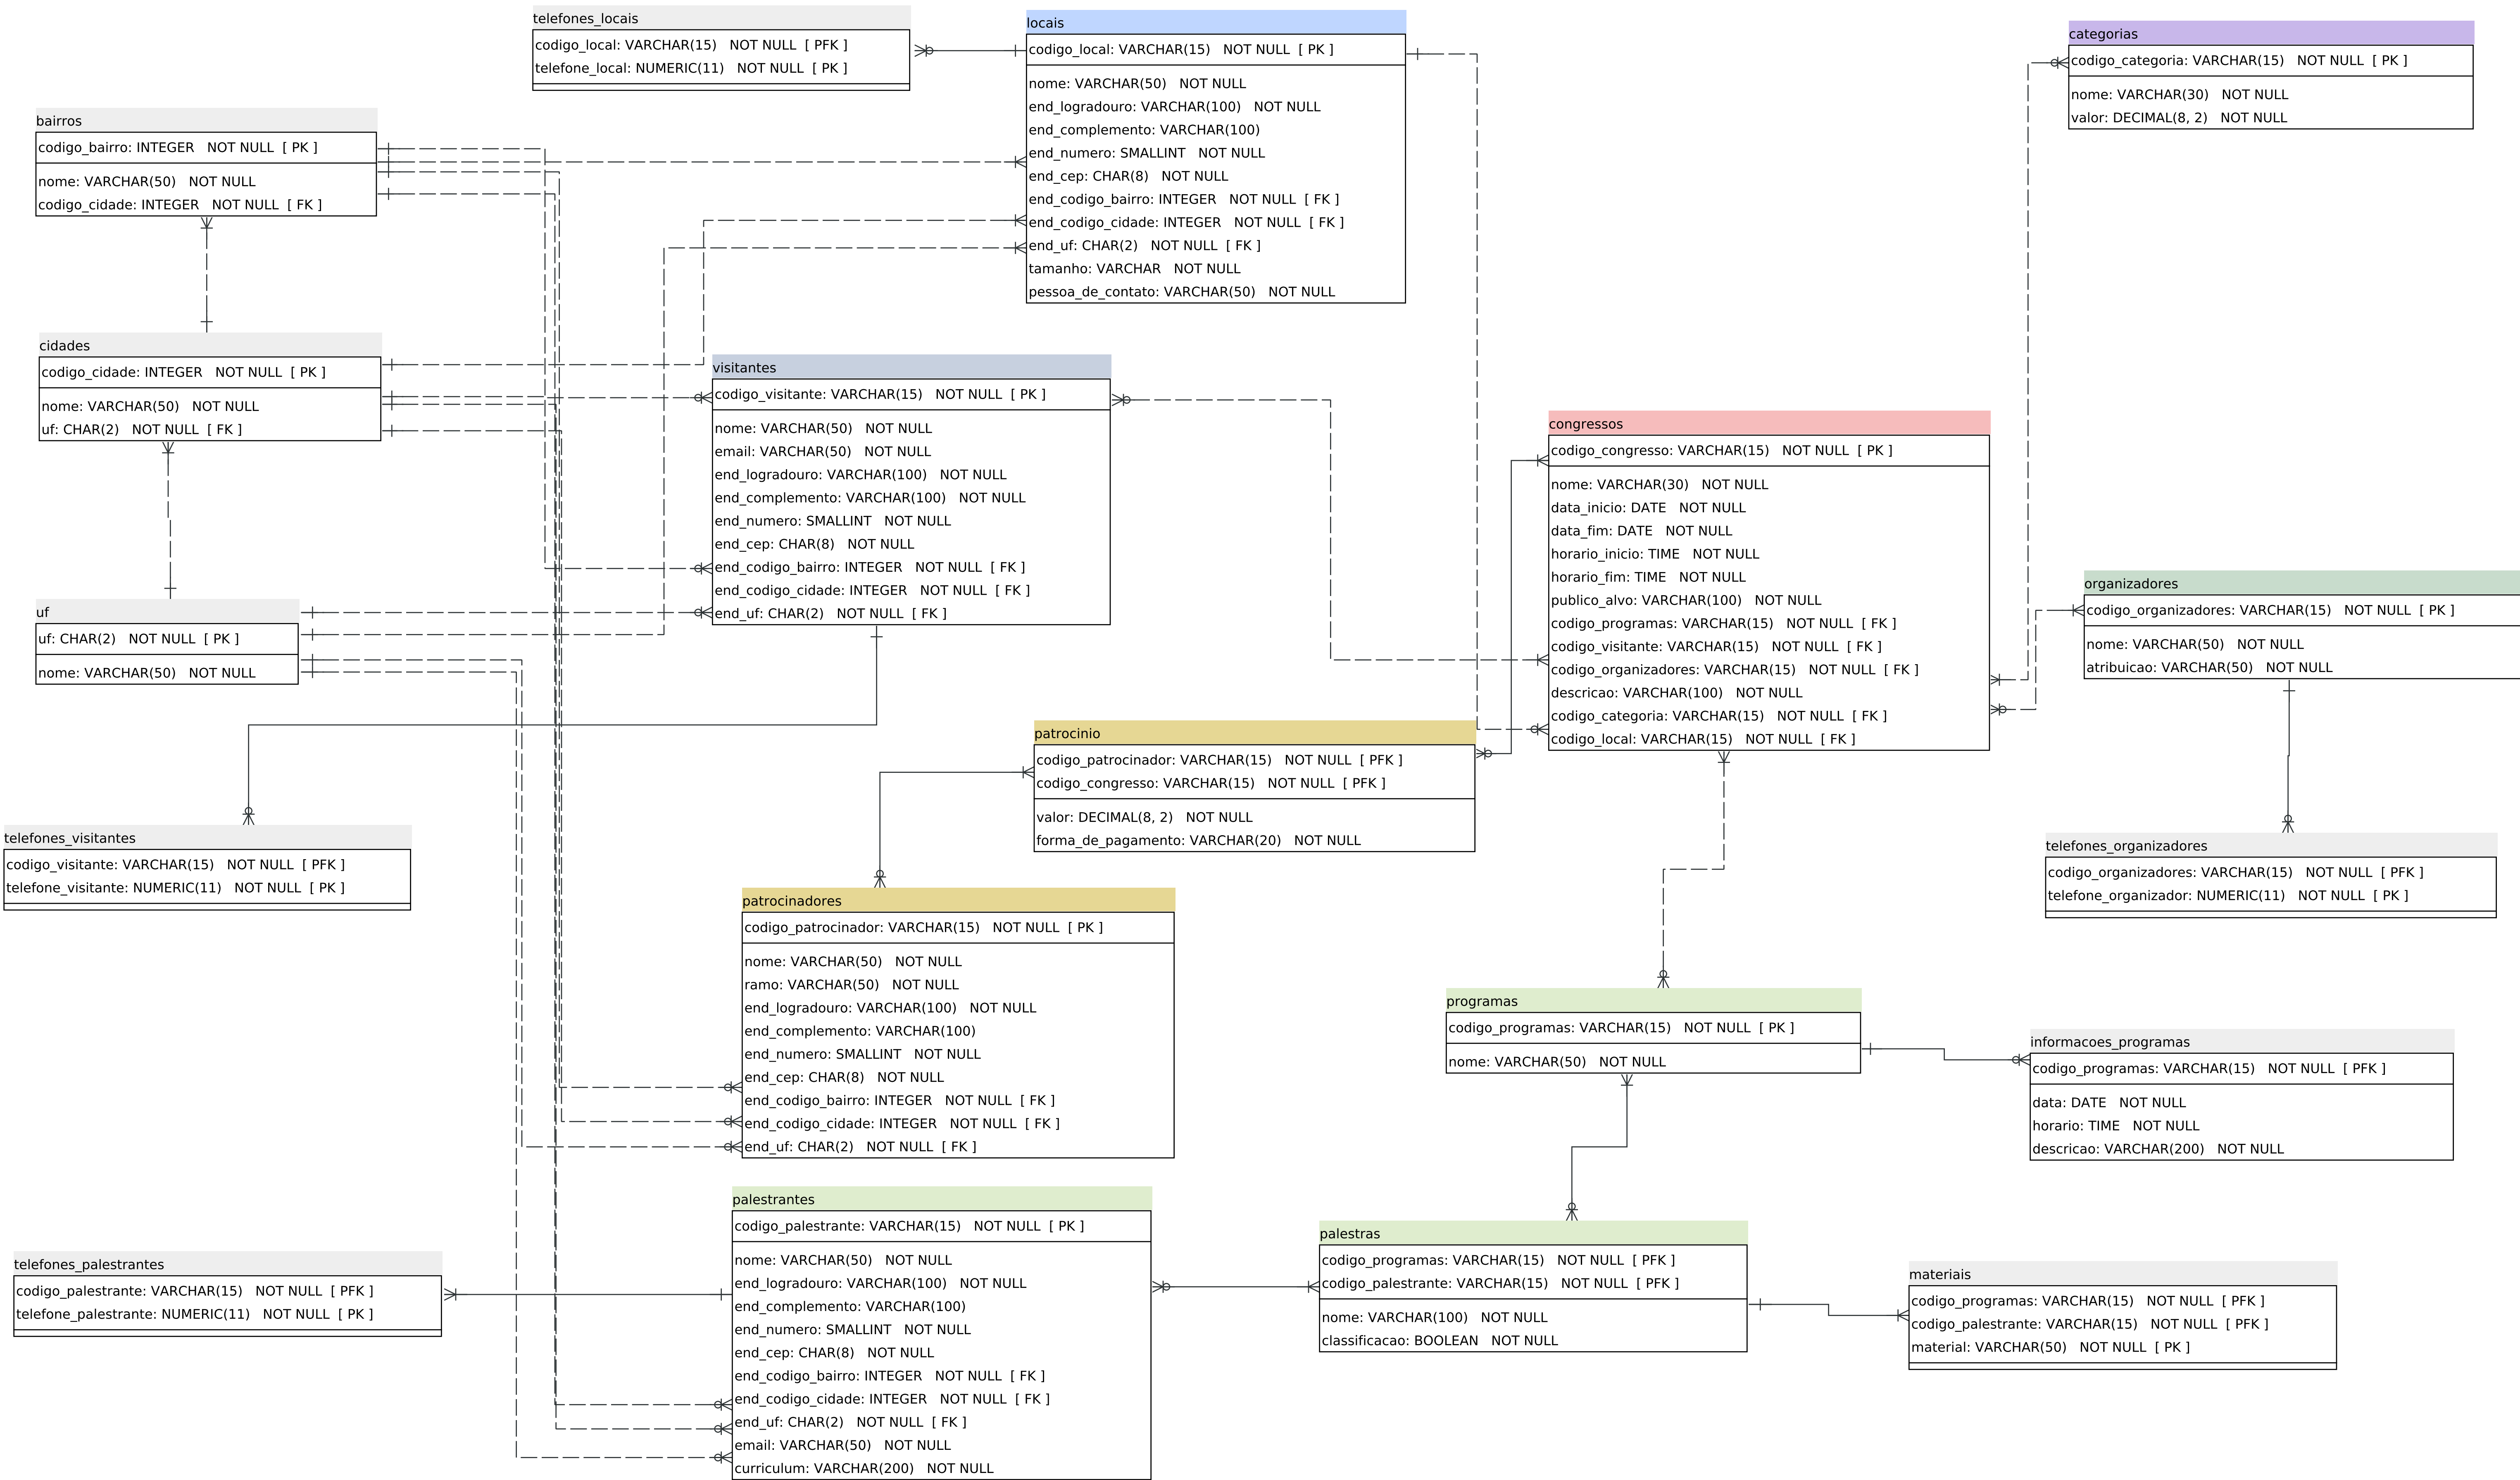 telefones_locais
codigo_local: VARCHAR(15) NOT NULL [ PFK ]
telefone_local: NUMERIC(11) NOT NULL [ PK ]
locais
codigo_local: VARCHAR(15) NOT NULL [ PK ]
nome: VARCHAR(50) NOT NULL
end_logradouro: VARCHAR(100) NOT NULL
end_complemento: VARCHAR(100)
end_numero: SMALLINT NOT NULL
end_cep: CHAR(8) NOT NULL
end_codigo_bairro: INTEGER NOT NULL [ FK ]
end_codigo_cidade: INTEGER NOT NULL [ FK ]
end_uf: CHAR(2) NOT NULL [ FK ]
tamanho: VARCHAR NOT NULL
pessoa_de_contato: VARCHAR(50) NOT NULL
categorias
codigo_categoria: VARCHAR(15) NOT NULL [ PK ]
nome: VARCHAR(30) NOT NULL
valor: DECIMAL(8, 2) NOT NULL
bairros
codigo_bairro: INTEGER NOT NULL [ PK ]
nome: VARCHAR(50) NOT NULL
codigo_cidade: INTEGER NOT NULL [ FK ]
cidades
codigo_cidade: INTEGER NOT NULL [ PK ]
nome: VARCHAR(50) NOT NULL
uf: CHAR(2) NOT NULL [ FK ]
visitantes
codigo_visitante: VARCHAR(15) NOT NULL [ PK ]
nome: VARCHAR(50) NOT NULL
email: VARCHAR(50) NOT NULL
end_logradouro: VARCHAR(100) NOT NULL
end_complemento: VARCHAR(100) NOT NULL
end_numero: SMALLINT NOT NULL
end_cep: CHAR(8) NOT NULL
end_codigo_bairro: INTEGER NOT NULL [ FK ]
end_codigo_cidade: INTEGER NOT NULL [ FK ]
end_uf: CHAR(2) NOT NULL [ FK ]
congressos
codigo_congresso: VARCHAR(15) NOT NULL [ PK ]
nome: VARCHAR(30) NOT NULL
data_inicio: DATE NOT NULL
data_fim: DATE NOT NULL
horario_inicio: TIME NOT NULL
horario_fim: TIME NOT NULL
publico_alvo: VARCHAR(100) NOT NULL
codigo_programas: VARCHAR(15) NOT NULL [ FK ]
codigo_visitante: VARCHAR(15) NOT NULL [ FK ]
codigo_organizadores: VARCHAR(15) NOT NULL [ FK ]
descricao: VARCHAR(100) NOT NULL
codigo_categoria: VARCHAR(15) NOT NULL [ FK ]
codigo_local: VARCHAR(15) NOT NULL [ FK ]
organizadores
codigo_organizadores: VARCHAR(15) NOT NULL [ PK ]
nome: VARCHAR(50) NOT NULL
atribuicao: VARCHAR(50) NOT NULL
uf
uf: CHAR(2) NOT NULL [ PK ]
nome: VARCHAR(50) NOT NULL
patrocinio
codigo_patrocinador: VARCHAR(15) NOT NULL [ PFK ]
codigo_congresso: VARCHAR(15) NOT NULL [ PFK ]
valor: DECIMAL(8, 2) NOT NULL
forma_de_pagamento: VARCHAR(20) NOT NULL
telefones_visitantes
codigo_visitante: VARCHAR(15) NOT NULL [ PFK ]
telefone_visitante: NUMERIC(11) NOT NULL [ PK ]
telefones_organizadores
codigo_organizadores: VARCHAR(15) NOT NULL [ PFK ]
telefone_organizador: NUMERIC(11) NOT NULL [ PK ]
patrocinadores
codigo_patrocinador: VARCHAR(15) NOT NULL [ PK ]
nome: VARCHAR(50) NOT NULL
ramo: VARCHAR(50) NOT NULL
end_logradouro: VARCHAR(100) NOT NULL
end_complemento: VARCHAR(100)
end_numero: SMALLINT NOT NULL
end_cep: CHAR(8) NOT NULL
end_codigo_bairro: INTEGER NOT NULL [ FK ]
end_codigo_cidade: INTEGER NOT NULL [ FK ]
end_uf: CHAR(2) NOT NULL [ FK ]
programas
codigo_programas: VARCHAR(15) NOT NULL [ PK ]
nome: VARCHAR(50) NOT NULL
informacoes_programas
codigo_programas: VARCHAR(15) NOT NULL [ PFK ]
data: DATE NOT NULL
horario: TIME NOT NULL
descricao: VARCHAR(200) NOT NULL
palestrantes
codigo_palestrante: VARCHAR(15) NOT NULL [ PK ]
nome: VARCHAR(50) NOT NULL
end_logradouro: VARCHAR(100) NOT NULL
end_complemento: VARCHAR(100)
end_numero: SMALLINT NOT NULL
end_cep: CHAR(8) NOT NULL
end_codigo_bairro: INTEGER NOT NULL [ FK ]
end_codigo_cidade: INTEGER NOT NULL [ FK ]
end_uf: CHAR(2) NOT NULL [ FK ]
email: VARCHAR(50) NOT NULL
curriculum: VARCHAR(200) NOT NULL
telefones_palestrantes
codigo_palestrante: VARCHAR(15) NOT NULL [ PFK ]
telefone_palestrante: NUMERIC(11) NOT NULL [ PK ]
palestras
codigo_programas: VARCHAR(15) NOT NULL [ PFK ]
codigo_palestrante: VARCHAR(15) NOT NULL [ PFK ]
nome: VARCHAR(100) NOT NULL
classificacao: BOOLEAN NOT NULL
materiais
codigo_programas: VARCHAR(15) NOT NULL [ PFK ]
codigo_palestrante: VARCHAR(15) NOT NULL [ PFK ]
material: VARCHAR(50) NOT NULL [ PK ]